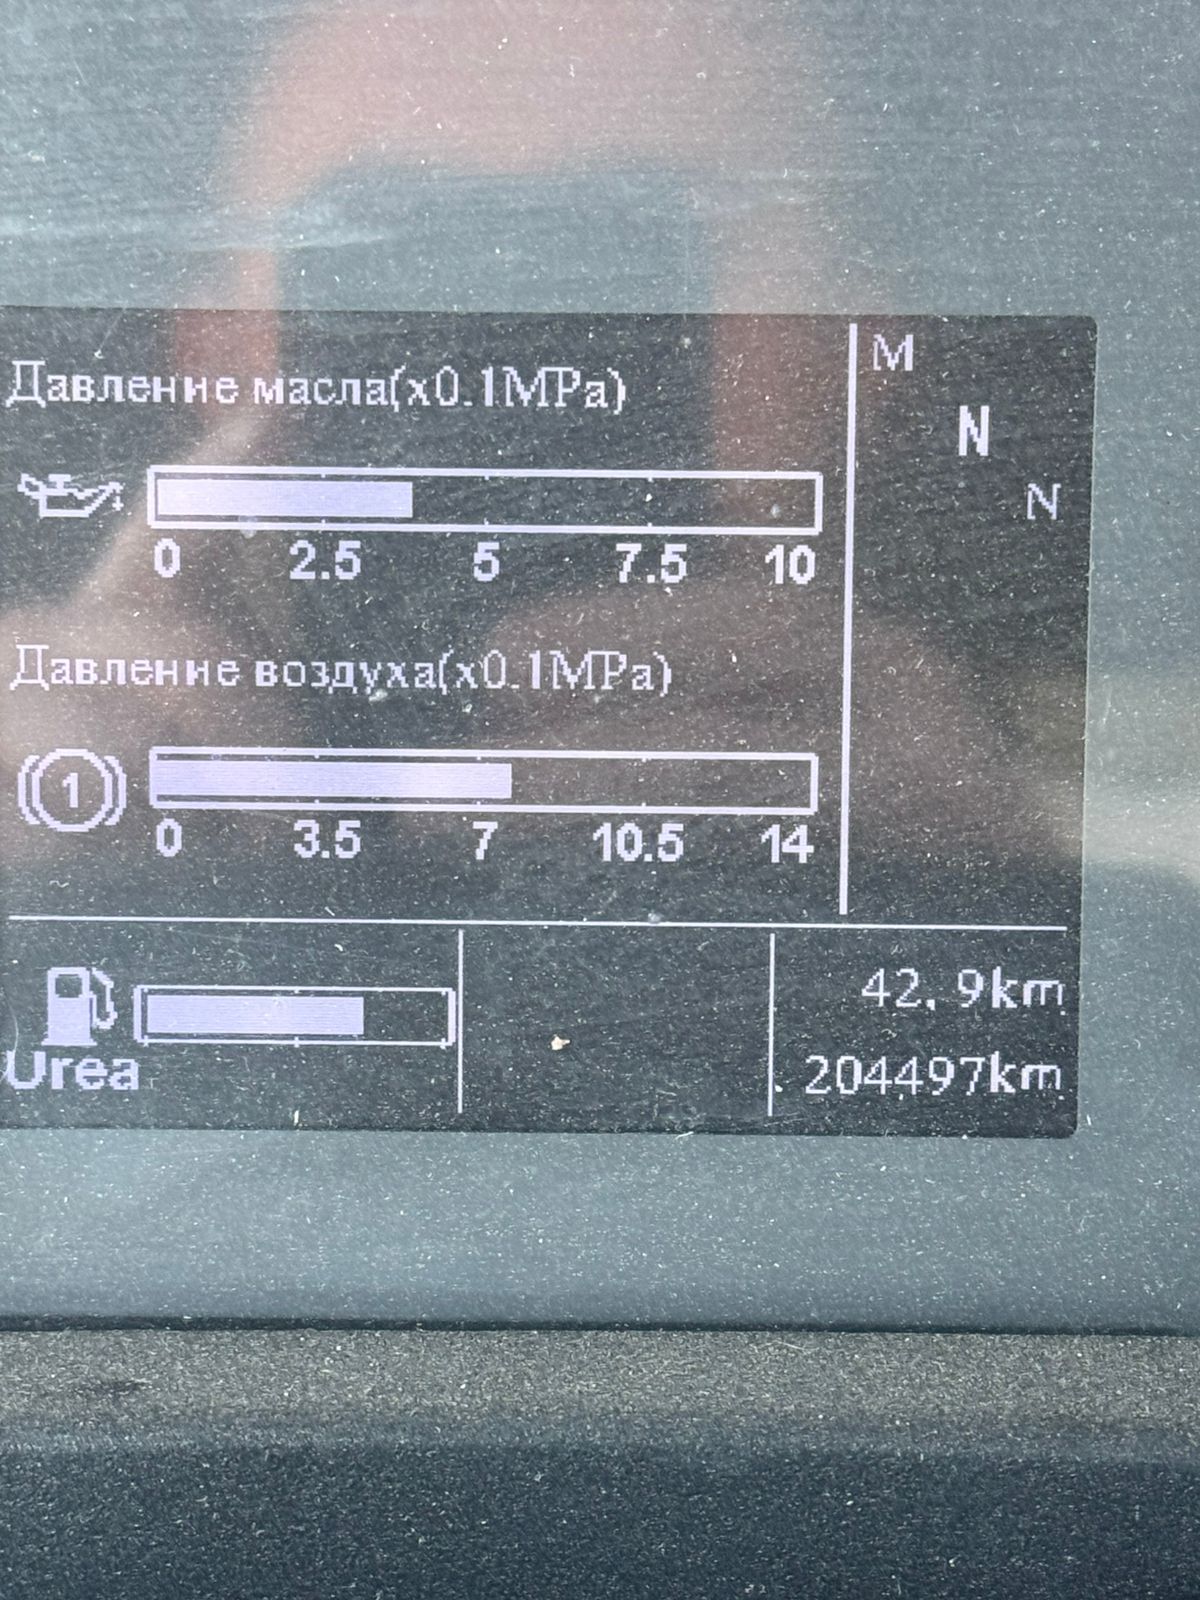 Давление масла(x0.1MPa)
M
N
N
0 2.5 5 7.5 10
Давление воздуха(x0.1MPa)
1
0 3.5 7 10.5 14
42.9km
Urea
204497km